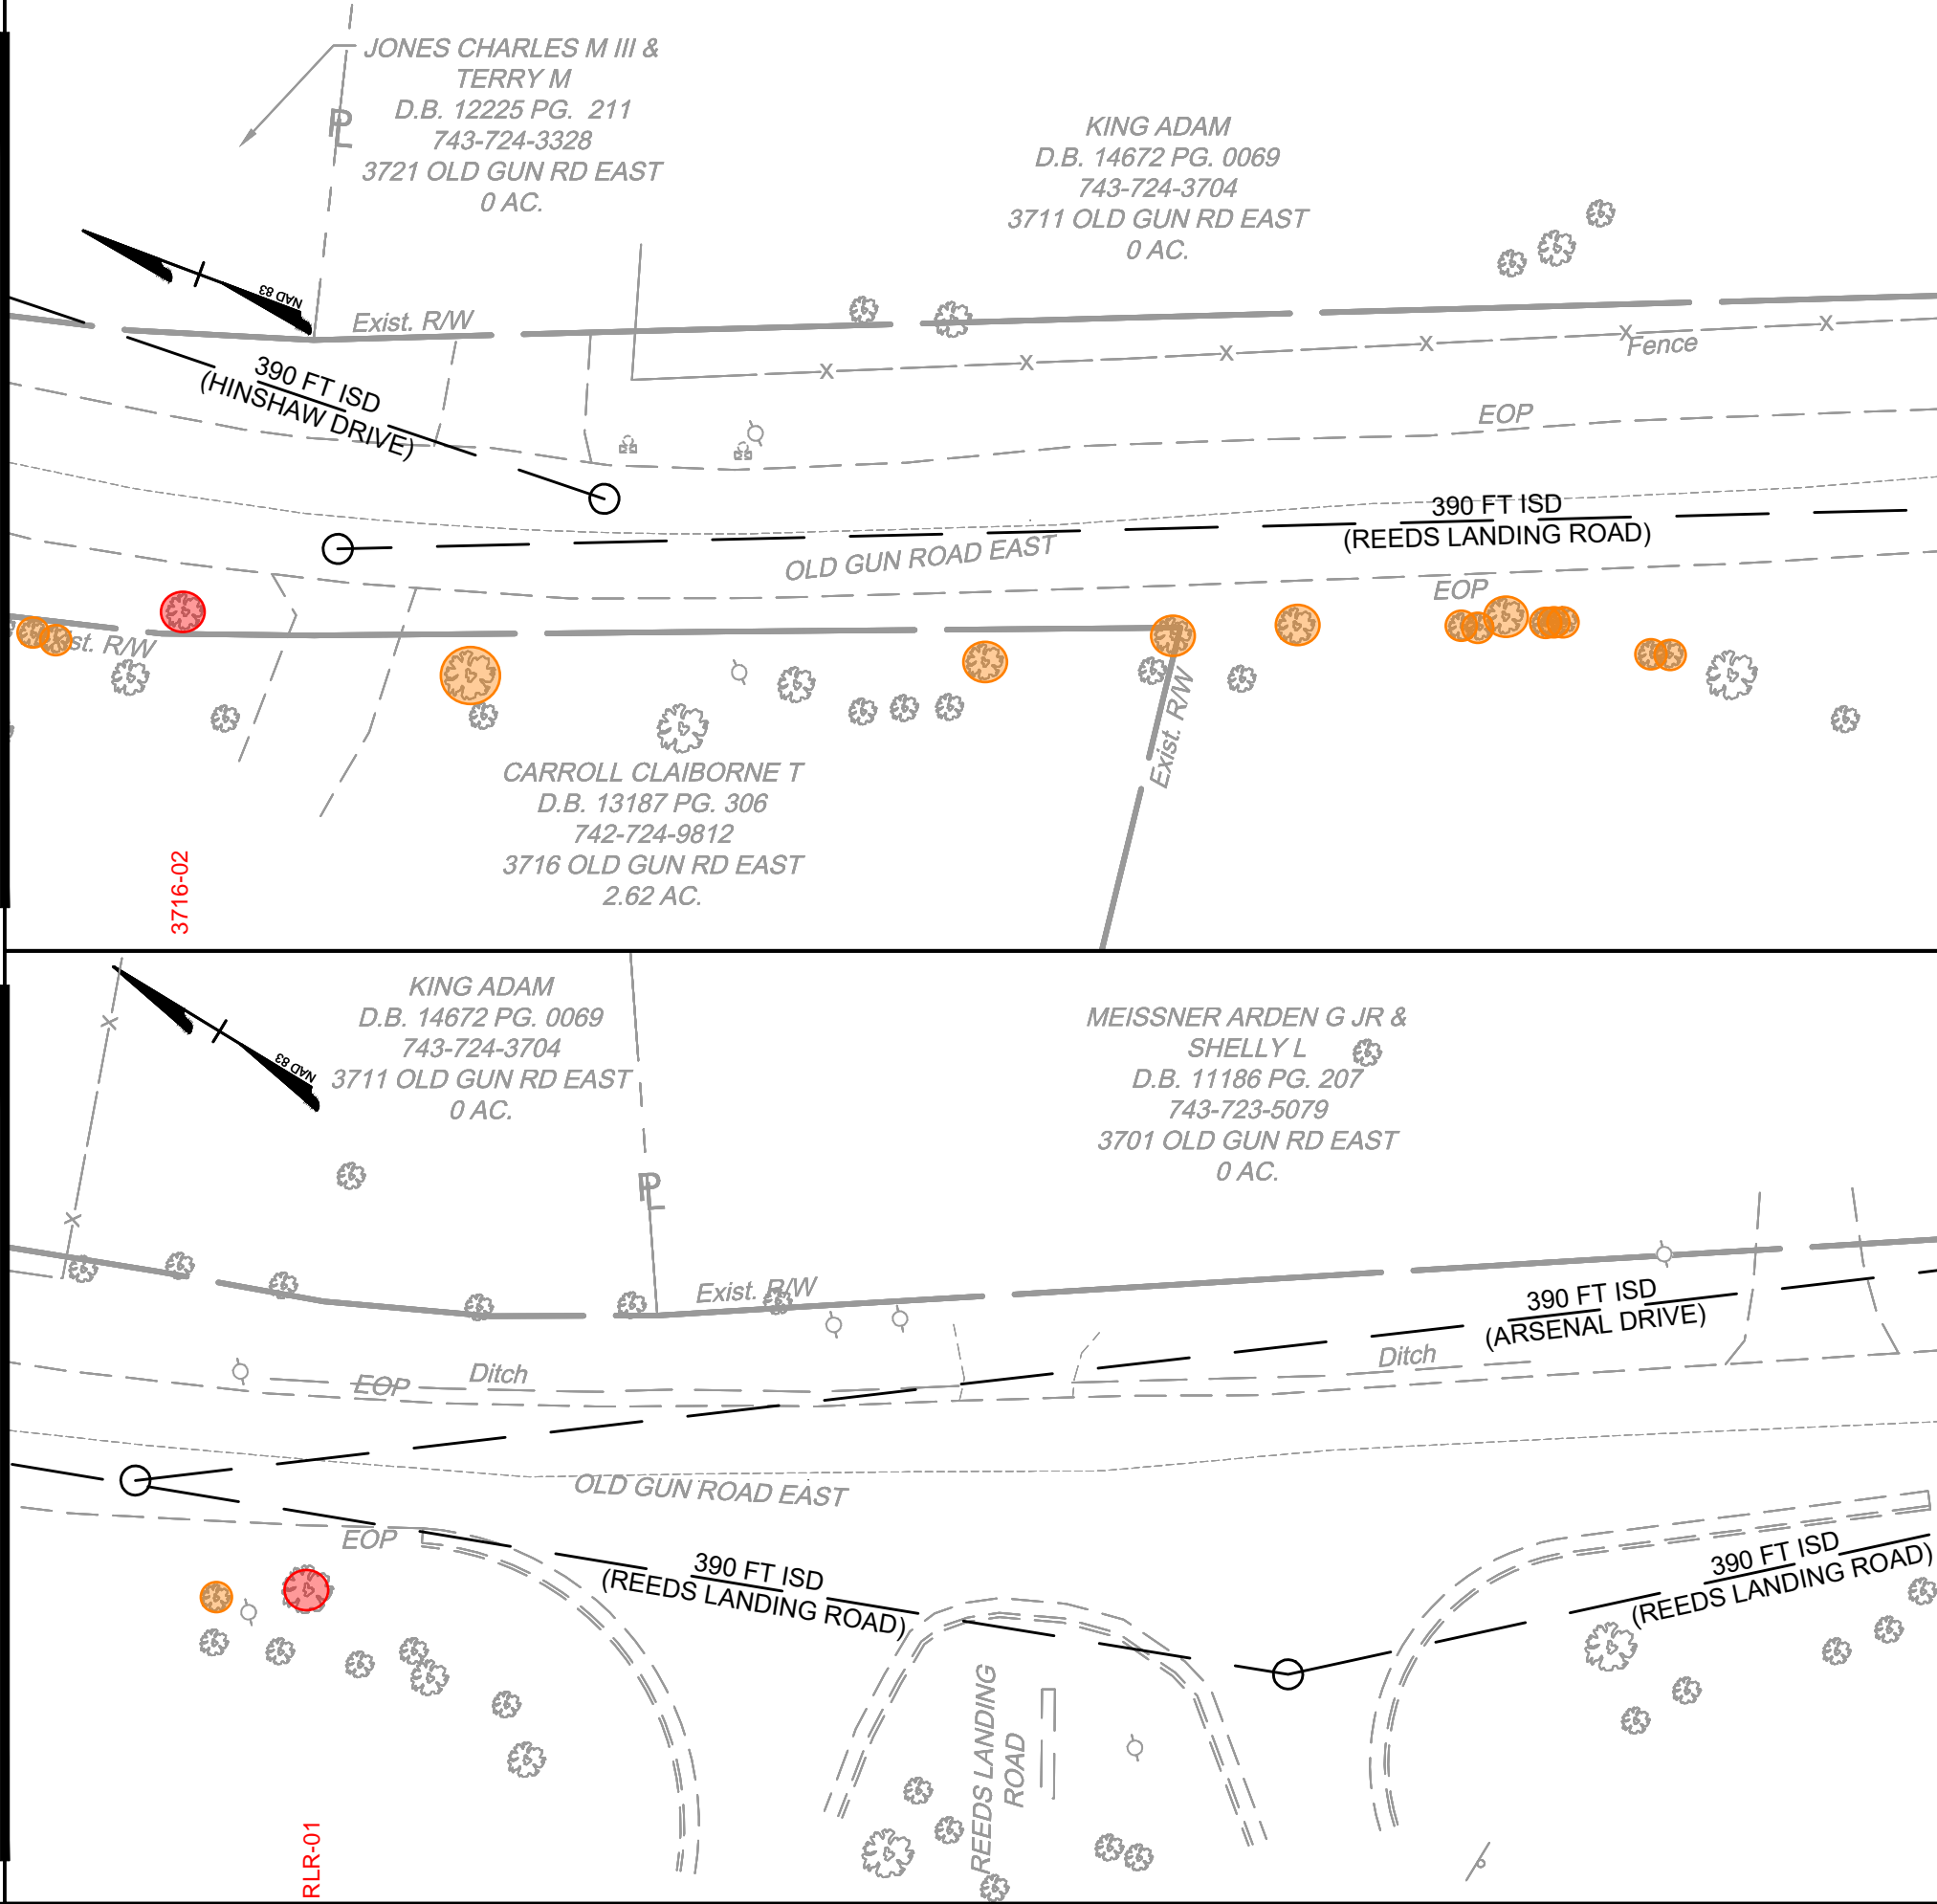 JONES CHARLES M III &
TERRY M
D.B. 12225 PG. 211
743-724-3328
3721 OLD GUN RD EAST
0 AC.
PL
KING ADAM
D.B. 14672 PG. 0069
743-724-3704
3711 OLD GUN RD EAST
0 AC.
NAD 83
Exist. R/W
390 FT ISD
(HINSHAW DRIVE)
X X X X X X
Fence
EOP
390 FT ISD
(REEDS LANDING ROAD)
OLD GUN ROAD EAST
EOP
st. R/W
Exist. R/W
CARROLL CLAIBORNE T
D.B. 13187 PG. 306
742-724-9812
3716 OLD GUN RD EAST
2.62 AC.
3716-02
KING ADAM
D.B. 14672 PG. 0069
743-724-3704
3711 OLD GUN RD EAST
0 AC.
NAD 83
X
X
PL
MEISSNER ARDEN G JR &
SHELLY L
D.B. 11186 PG. 207
743-723-5079
3701 OLD GUN RD EAST
0 AC.
Exist. R/W
390 FT ISD
(ARSENAL DRIVE)
Ditch
EOP
Ditch
OLD GUN ROAD EAST
EOP
390 FT ISD
(REEDS LANDING ROAD)
390 FT ISD
(REEDS LANDING ROAD)
REEDS LANDING
ROAD
RLR-01